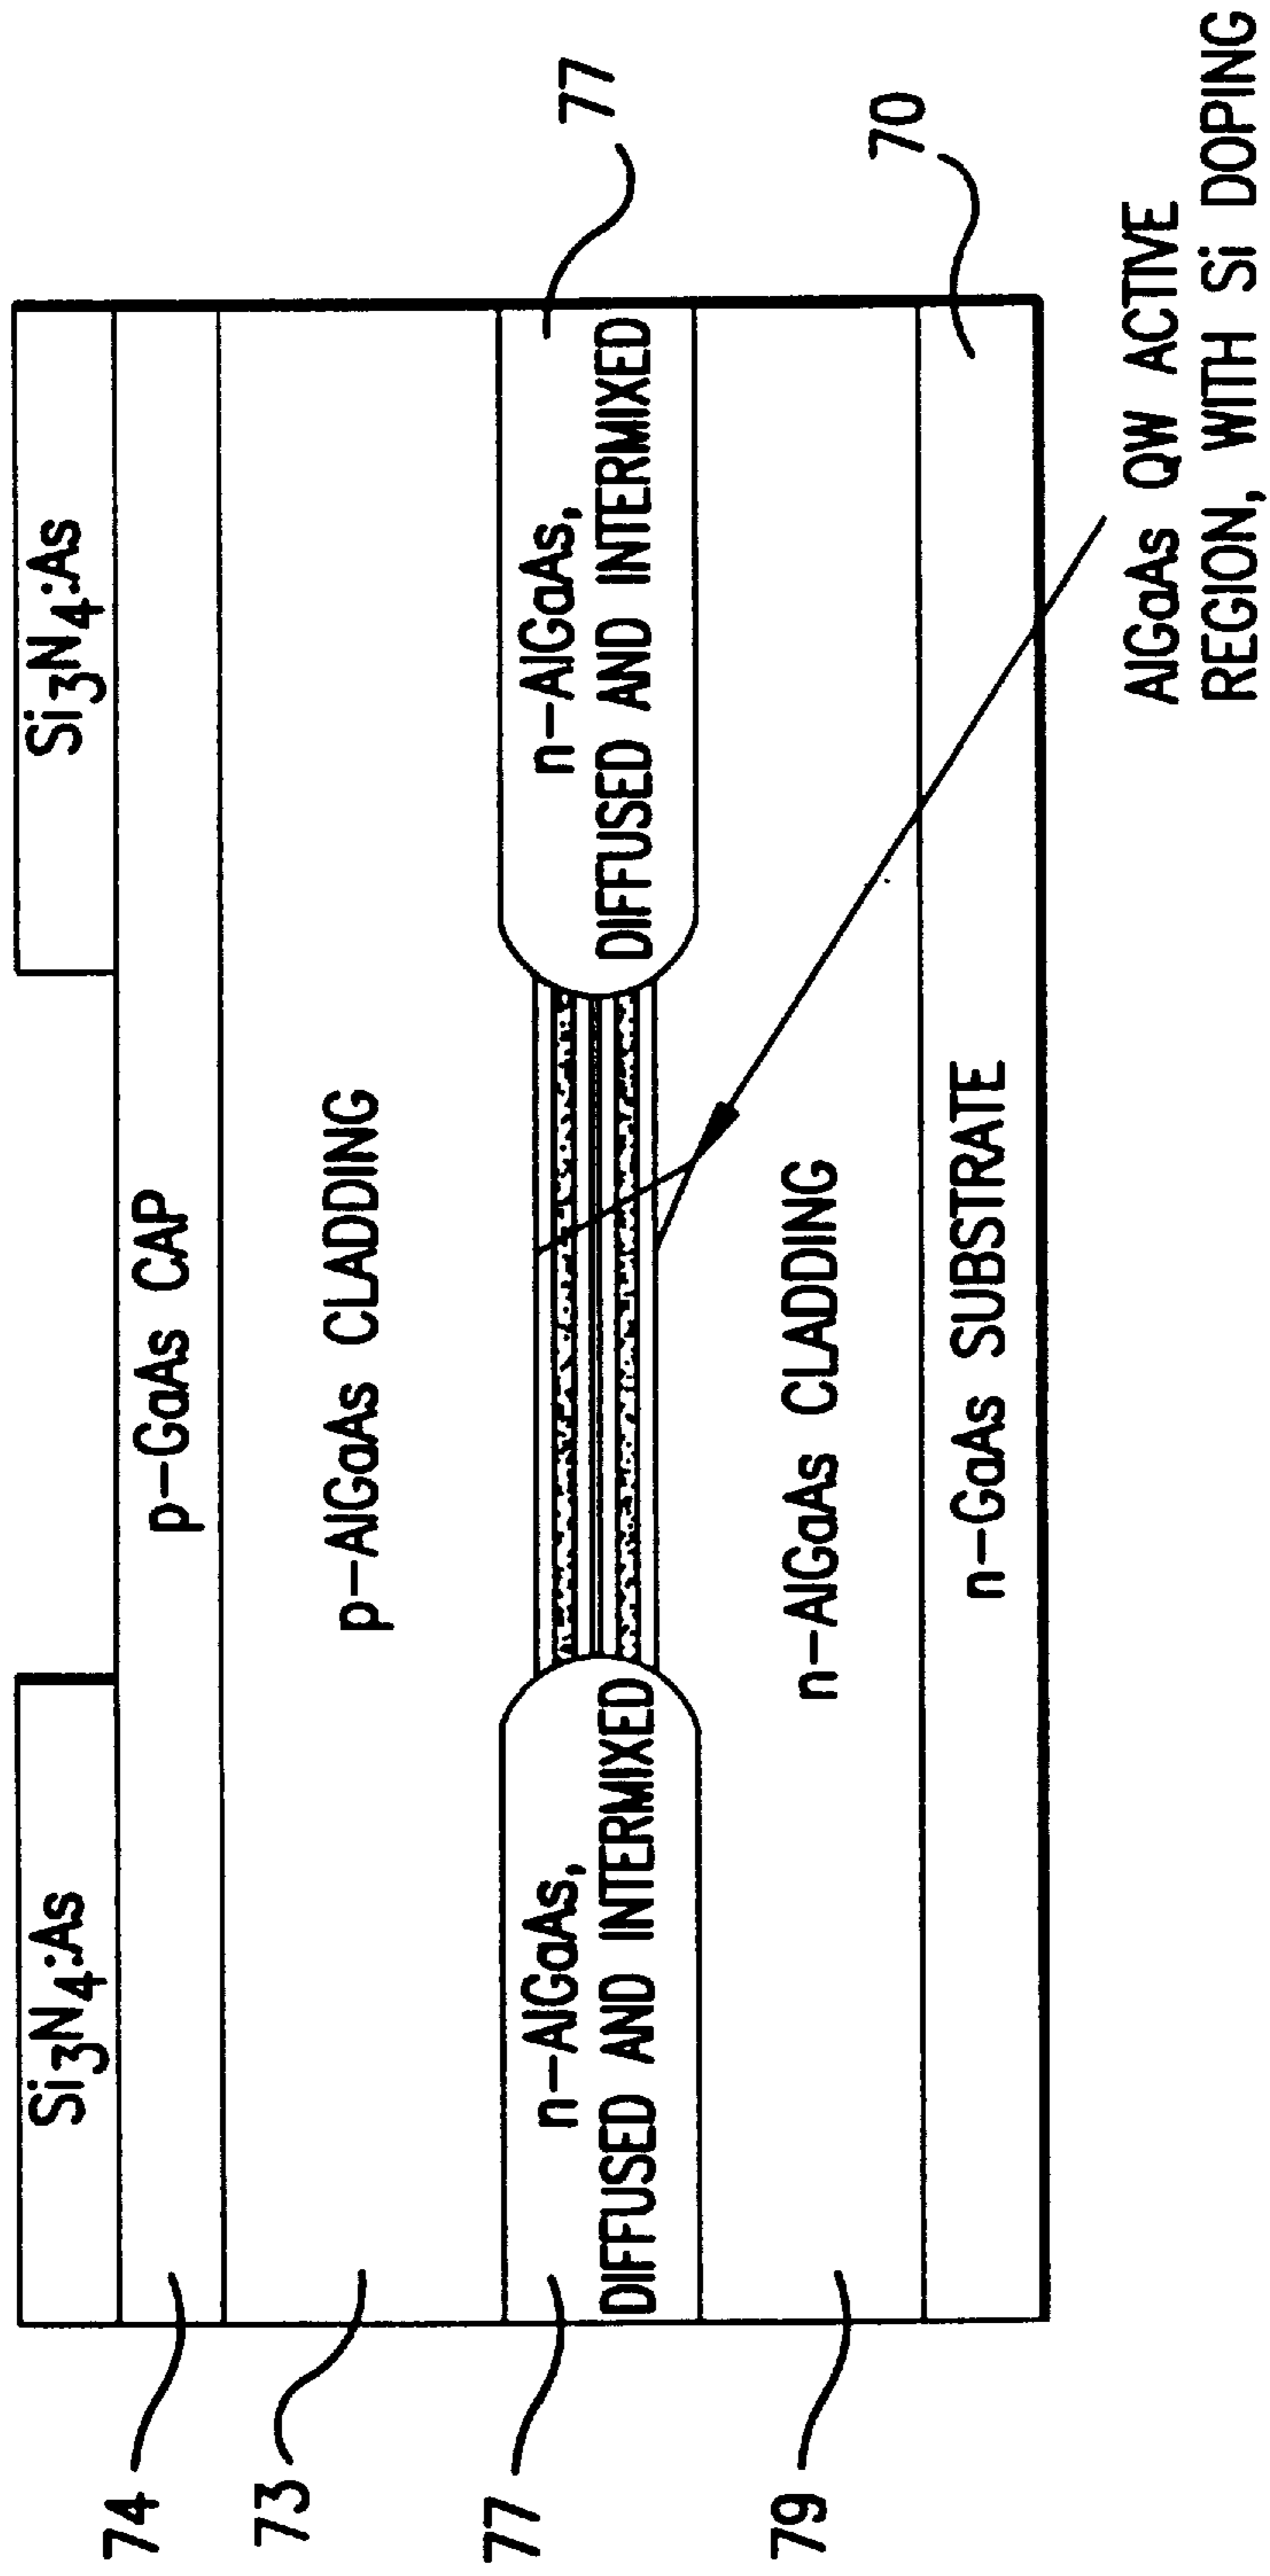 Si3N4:As
Si3N4:As
p-GaAs CAP
74
p-AlGaAs CLADDING
73
n-AlGaAs,
DIFFUSED AND INTERMIXED
n-AlGaAs,
DIFFUSED AND INTERMIXED
77
77
n-AlGaAs CLADDING
79
n-GaAs SUBSTRATE
70
AlGaAs QW ACTIVE
REGION, WITH Si DOPING